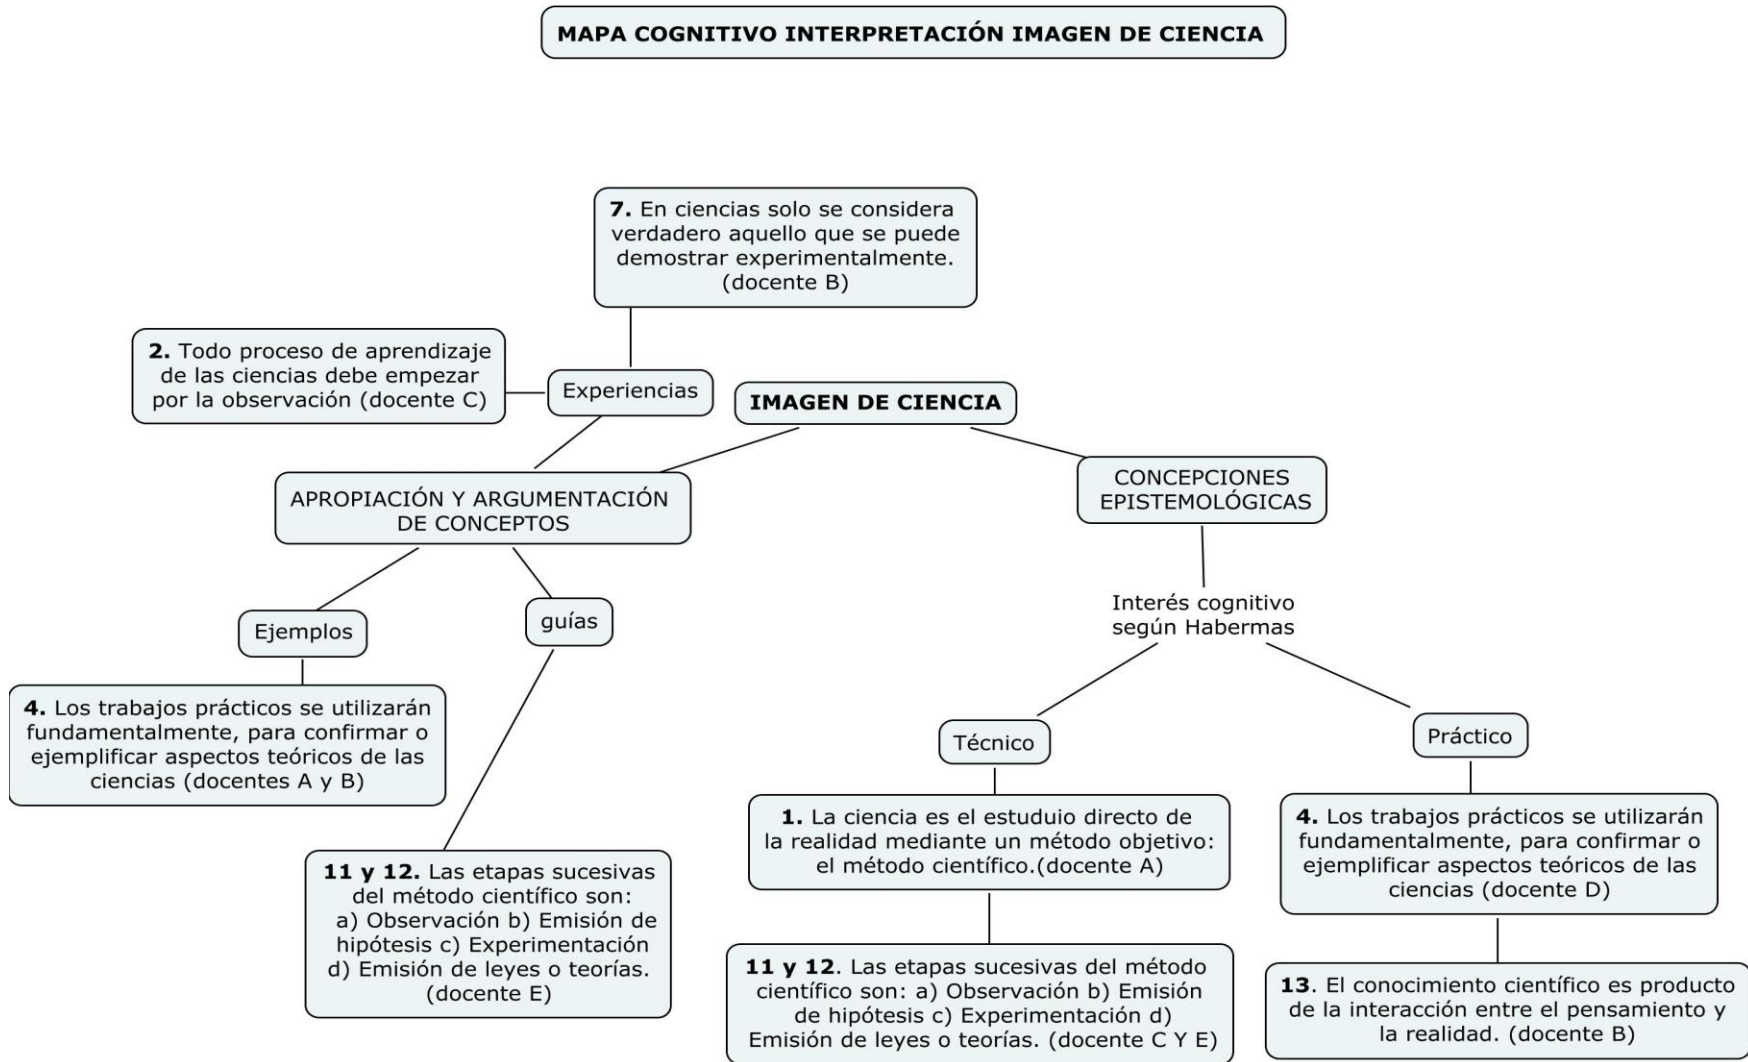 MAPA COGNITIVO INTERPRETACIÓN IMAGEN DE CIENCIA
7. En ciencias solo se considera
verdadero aquello que se puede
demostrar experimentalmente.
(docente B)
2. Todo proceso de aprendizaje
de las ciencias debe empezar
por la observación (docente C)
Experiencias
IMAGEN DE CIENCIA
APROPIACIÓN Y ARGUMENTACIÓN
DE CONCEPTOS
CONCEPCIONES
EPISTEMOLÓGICAS
Ejemplos
guías
Interés cognitivo
según Habermas
4. Los trabajos prácticos se utilizarán
fundamentalmente, para confirmar o
ejemplificar aspectos teóricos de las
ciencias (docentes A y B)
Técnico
Práctico
11 y 12. Las etapas sucesivas
del método científico son:
a) Observación b) Emisión de
hipótesis c) Experimentación
d) Emisión de leyes o teorías.
(docente E)
1. La ciencia es el estuduio directo de
la realidad mediante un método objetivo:
el método científico.(docente A)
4. Los trabajos prácticos se utilizarán
fundamentalmente, para confirmar o
ejemplificar aspectos teóricos de las
ciencias (docente D)
11 y 12. Las etapas sucesivas del método
científico son: a) Observación b) Emisión
de hipótesis c) Experimentación d)
Emisión de leyes o teorías. (docente C Y E)
13. El conocimiento científico es producto
de la interacción entre el pensamiento y
la realidad. (docente B)